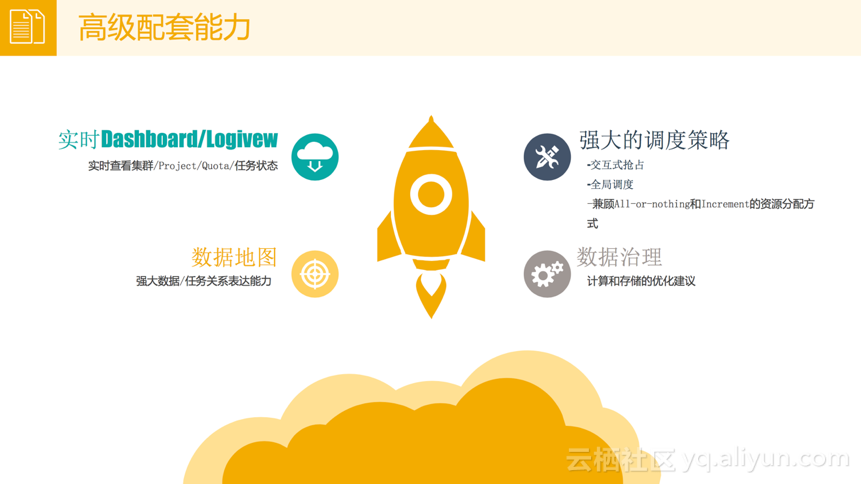 高级配套能力
实时Dashboard/Logivew
实时查看集群/Project/Quota/任务状态
强大的调度策略
-交互式抢占
-全局调度
-兼顾All-or-nothing和Increment的资源分配方
式
数据地图
强大数据/任务关系表达能力
数据治理
计算和存储的优化建议
云栖社区 yq.aliyun.com